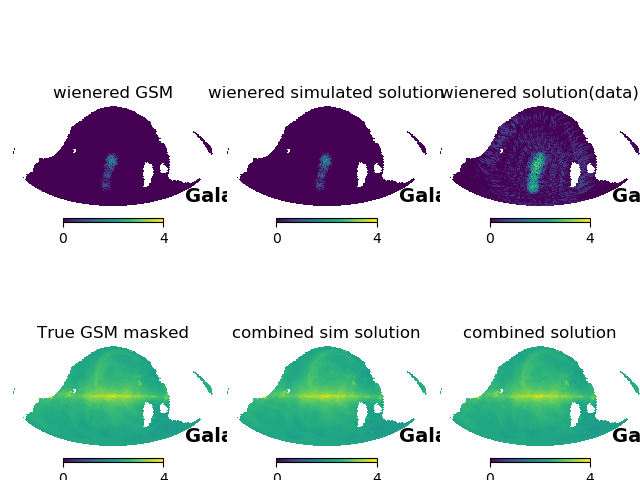 wienered GSM
wienered simulated solution
wienered solution(data)
Gala
Gala
Ga
0 4
0 4
0 4
True GSM masked
combined sim solution
combined solution
Gala
Gala
Ga
0 4
0 4
0 4